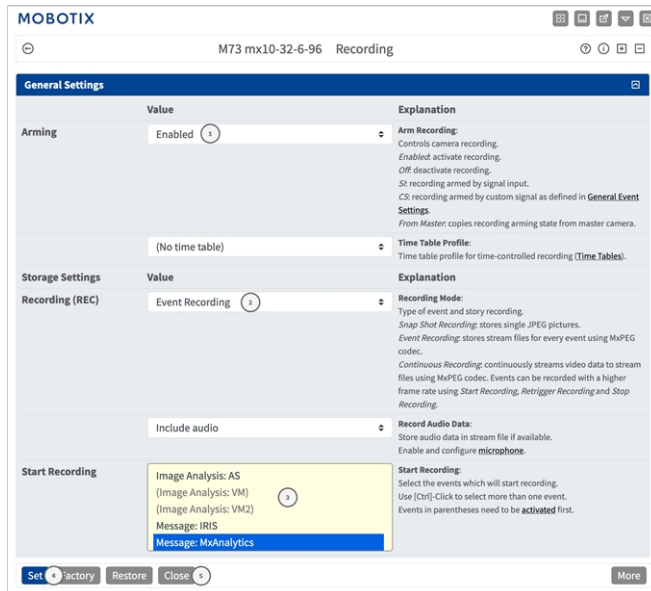 MOBOTIX
M73 mx10-32-6-96 Recording
General Settings
Value Explanation
Arming Enabled 1 Arm Recording:
Controls camera recording.
Enabled: activate recording.
Off: deactivate recording.
SI: recording armed by signal input.
CS: recording armed by custom signal as defined in General Event
Settings.
From Master: copies recording arming state from master camera.
(No time table) Time Table Profile:
Time table profile for time-controlled recording (Time Tables).
Storage Settings Value Explanation
Recording (REC) Event Recording 2 Recording Mode:
Type of event and story recording.
Snap Shot Recording: stores single JPEG pictures.
Event Recording: stores stream files for every event using MxPEG
codec.
Continuous Recording: continuously streams video data to stream
files using MxPEG codec. Events can be recorded with a higher
frame rate using Start Recording, Retrigger Recording and Stop
Recording.
Include audio Record Audio Data:
Store audio data in stream file if available.
Enable and configure microphone.
Start Recording Image Analysis: AS Start Recording:
(Image Analysis: VM) Select the events which will start recording.
(Image Analysis: VM2) 3 Use [Ctrl]-Click to select more than one event.
Message: IRIS Events in parentheses need to be activated first.
Message: MxAnalytics
Set 4 Factory Restore Close 5 More